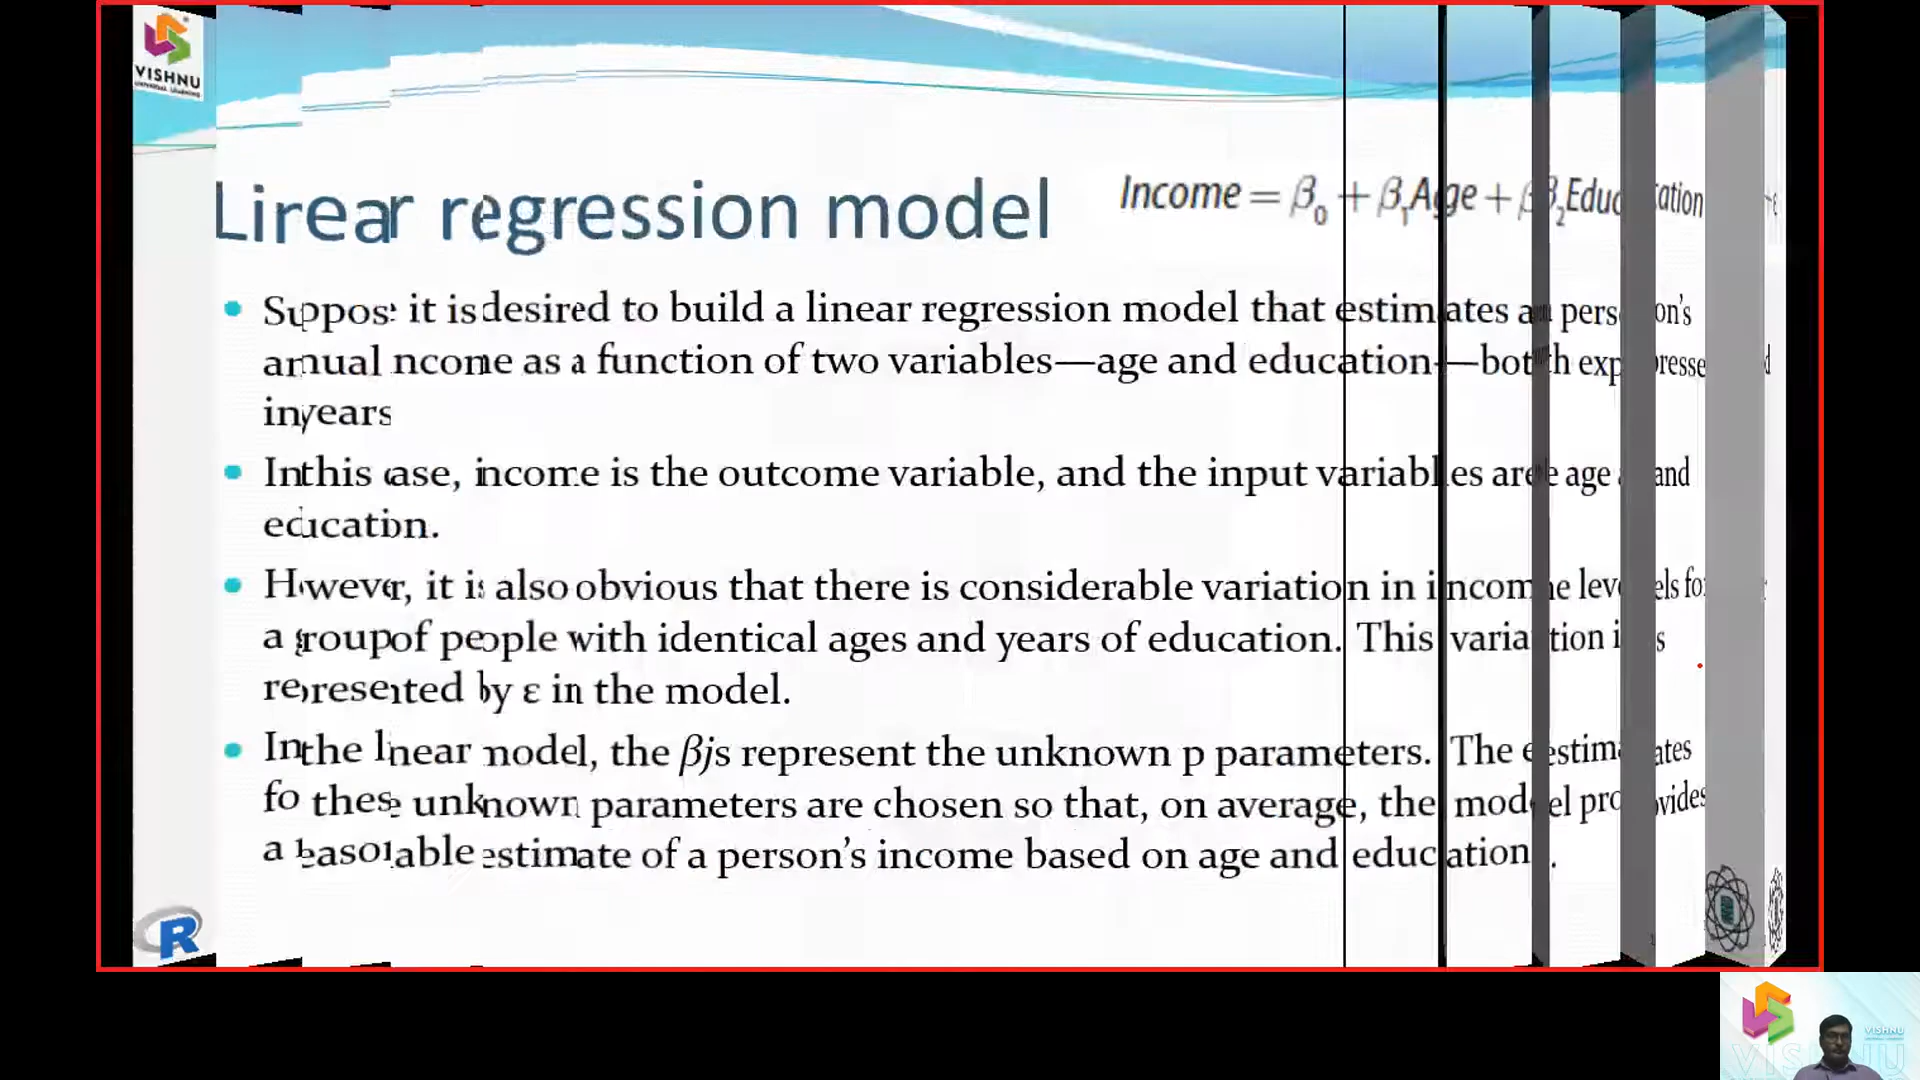 VISHNU
UNIVERSAL LEARNING
Linear regression model
Income = β0 + β1Age + β2Education + ε
Suppose it is desired to build a linear regression model that estimates a person's
annual income as a function of two variables—age and education—both expressed
in years
In this case, income is the outcome variable, and the input variables are age and
education.
However, it is also obvious that there is considerable variation in income levels for
a group of people with identical ages and years of education. This variation is
represented by ε in the model.
In the linear model, the βjs represent the unknown p parameters. The estimates
for these unknown parameters are chosen so that, on average, the model provides
a reasonable estimate of a person's income based on age and education.
R
VISHNU